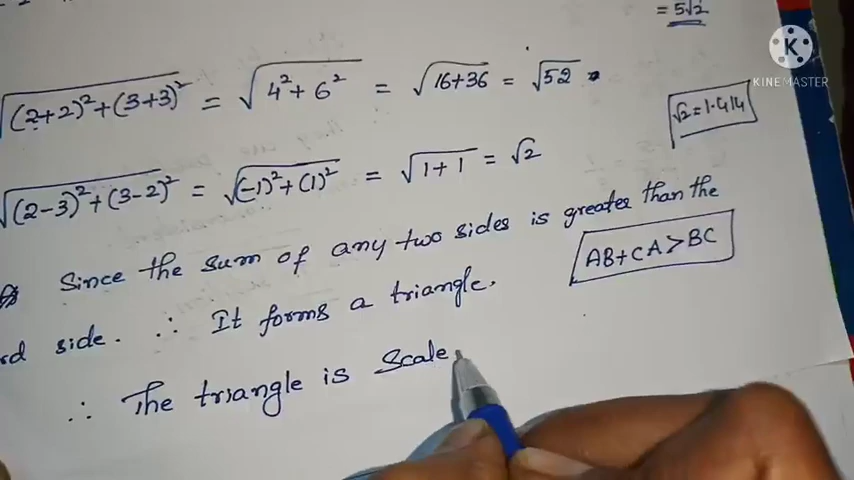 = 5√2
K
KINEMASTER
√(2+2)²+(3+3)² = √4²+6² = √16+36 = √52
√2=1.414
√(2-3)²+(3-2)² = √(-1)²+(1)² = √1+1 = √2
Since the sum of any two sides is greater than the
AB+CA>BC
rd side. ∴ It forms a triangle.
∴ The triangle is Scale